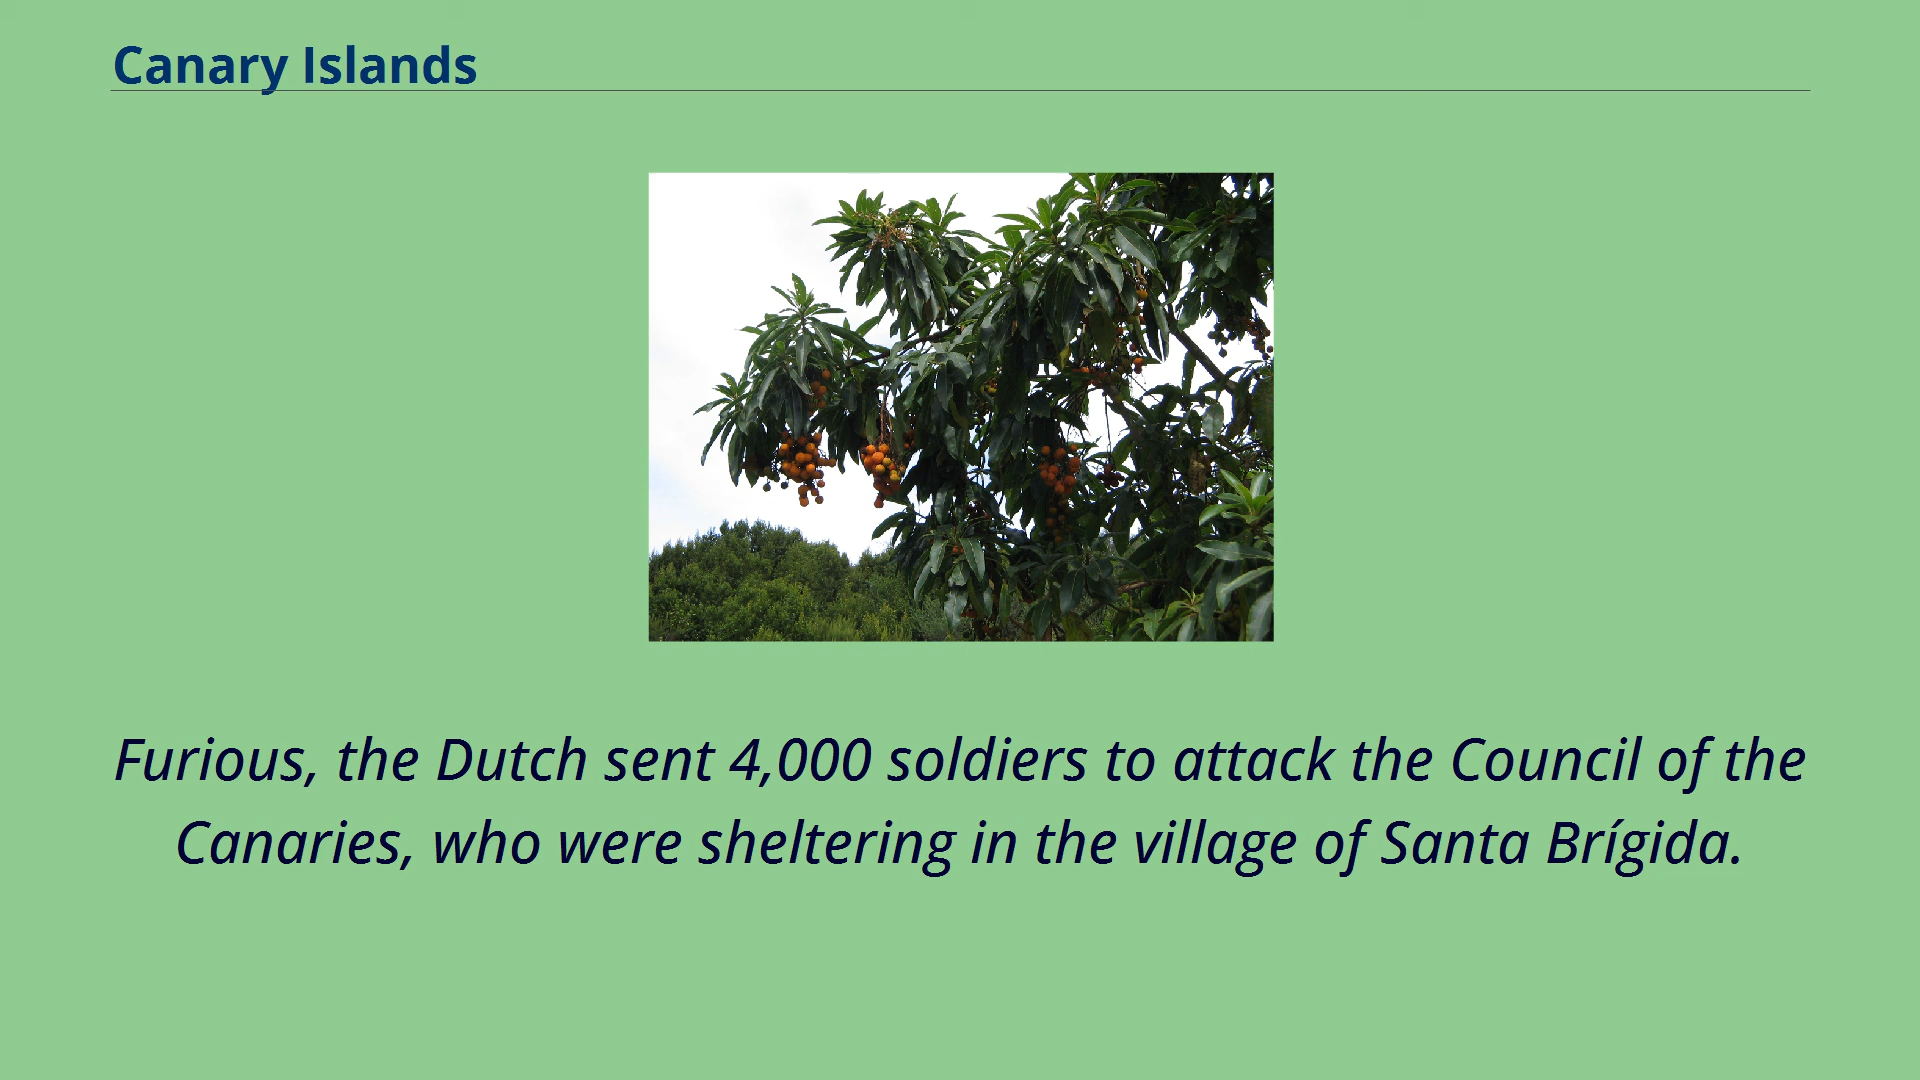 Canary Islands
Furious, the Dutch sent 4,000 soldiers to attack the Council of the
Canaries, who were sheltering in the village of Santa Brígida.